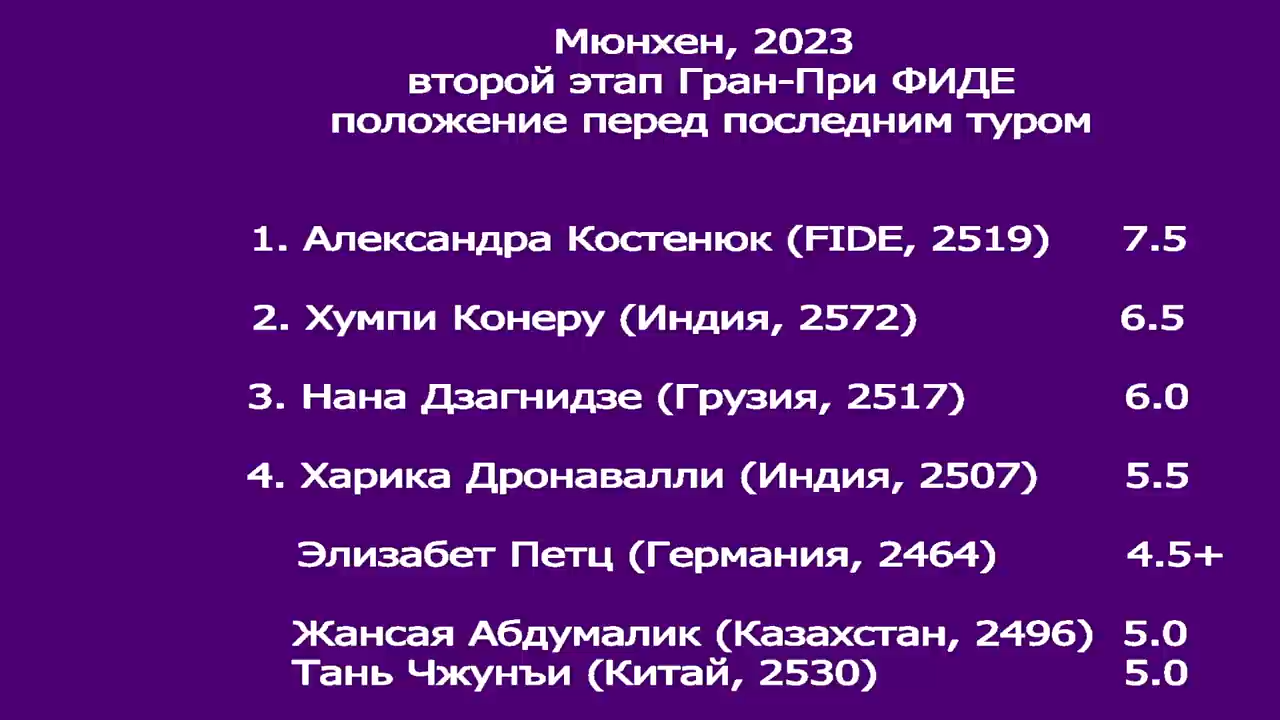 Мюнхен, 2023
второй этап Гран-При ФИДЕ
положение перед последним туром
1. Александра Костенюк (FIDE, 2519) 7.5
2. Хумпи Конеру (Индия, 2572) 6.5
3. Нана Дзагнидзе (Грузия, 2517) 6.0
4. Харика Дронавалли (Индия, 2507) 5.5
Элизабет Петц (Германия, 2464) 4.5+
Жансая Абдумалик (Казахстан, 2496) 5.0
Тань Чжунъи (Китай, 2530) 5.0